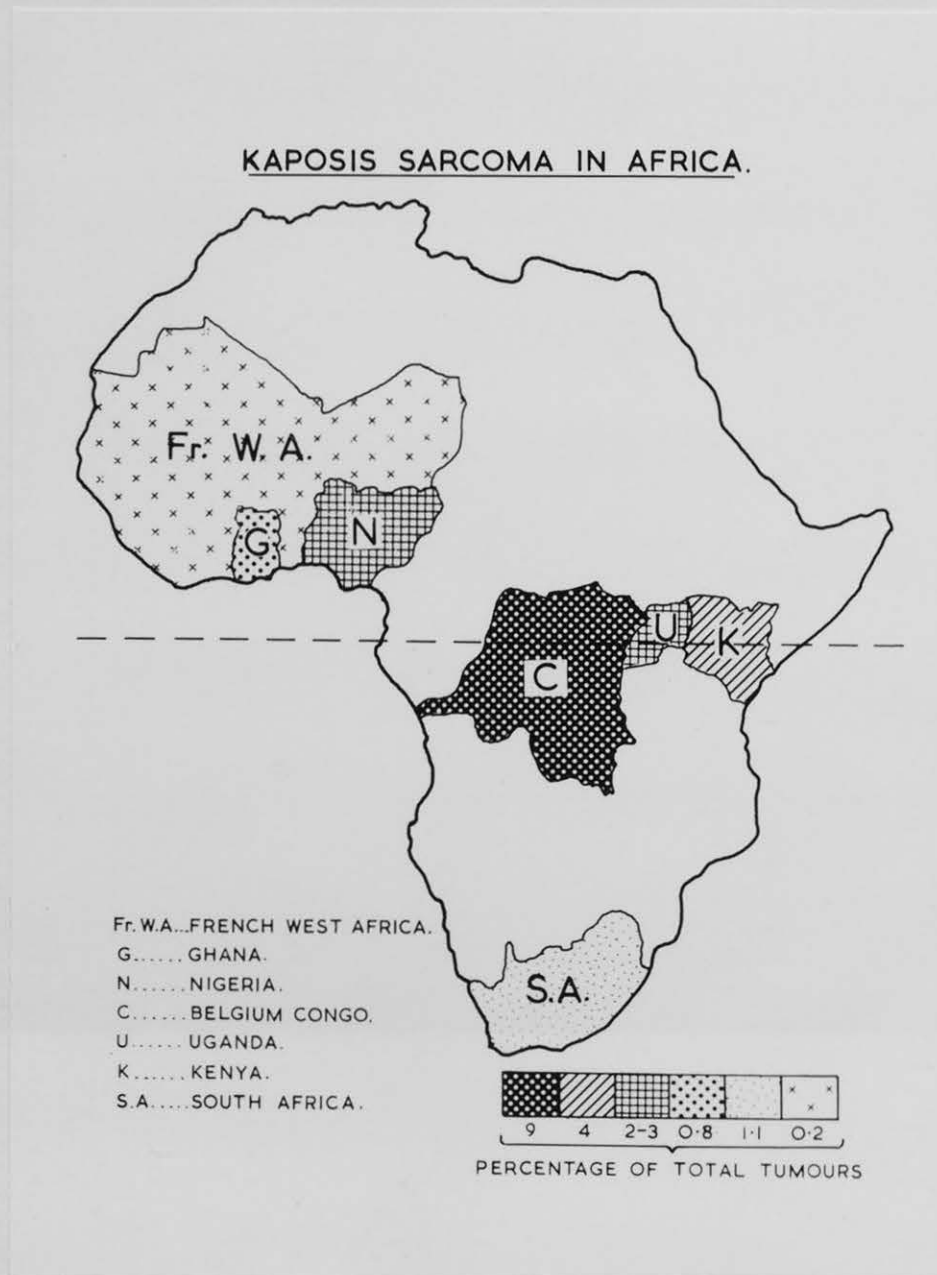 KAPOSIS SARCOMA IN AFRICA.
Fr. W. A.
G
N
C
U
K
S.A.
Fr. W.A...FRENCH WEST AFRICA.
G......GHANA.
N......NIGERIA.
C......BELGIUM CONGO.
U......UGANDA.
K......KENYA.
S.A.....SOUTH AFRICA.
9 4 2-3 0·8 1·1 0·2
PERCENTAGE OF TOTAL TUMOURS